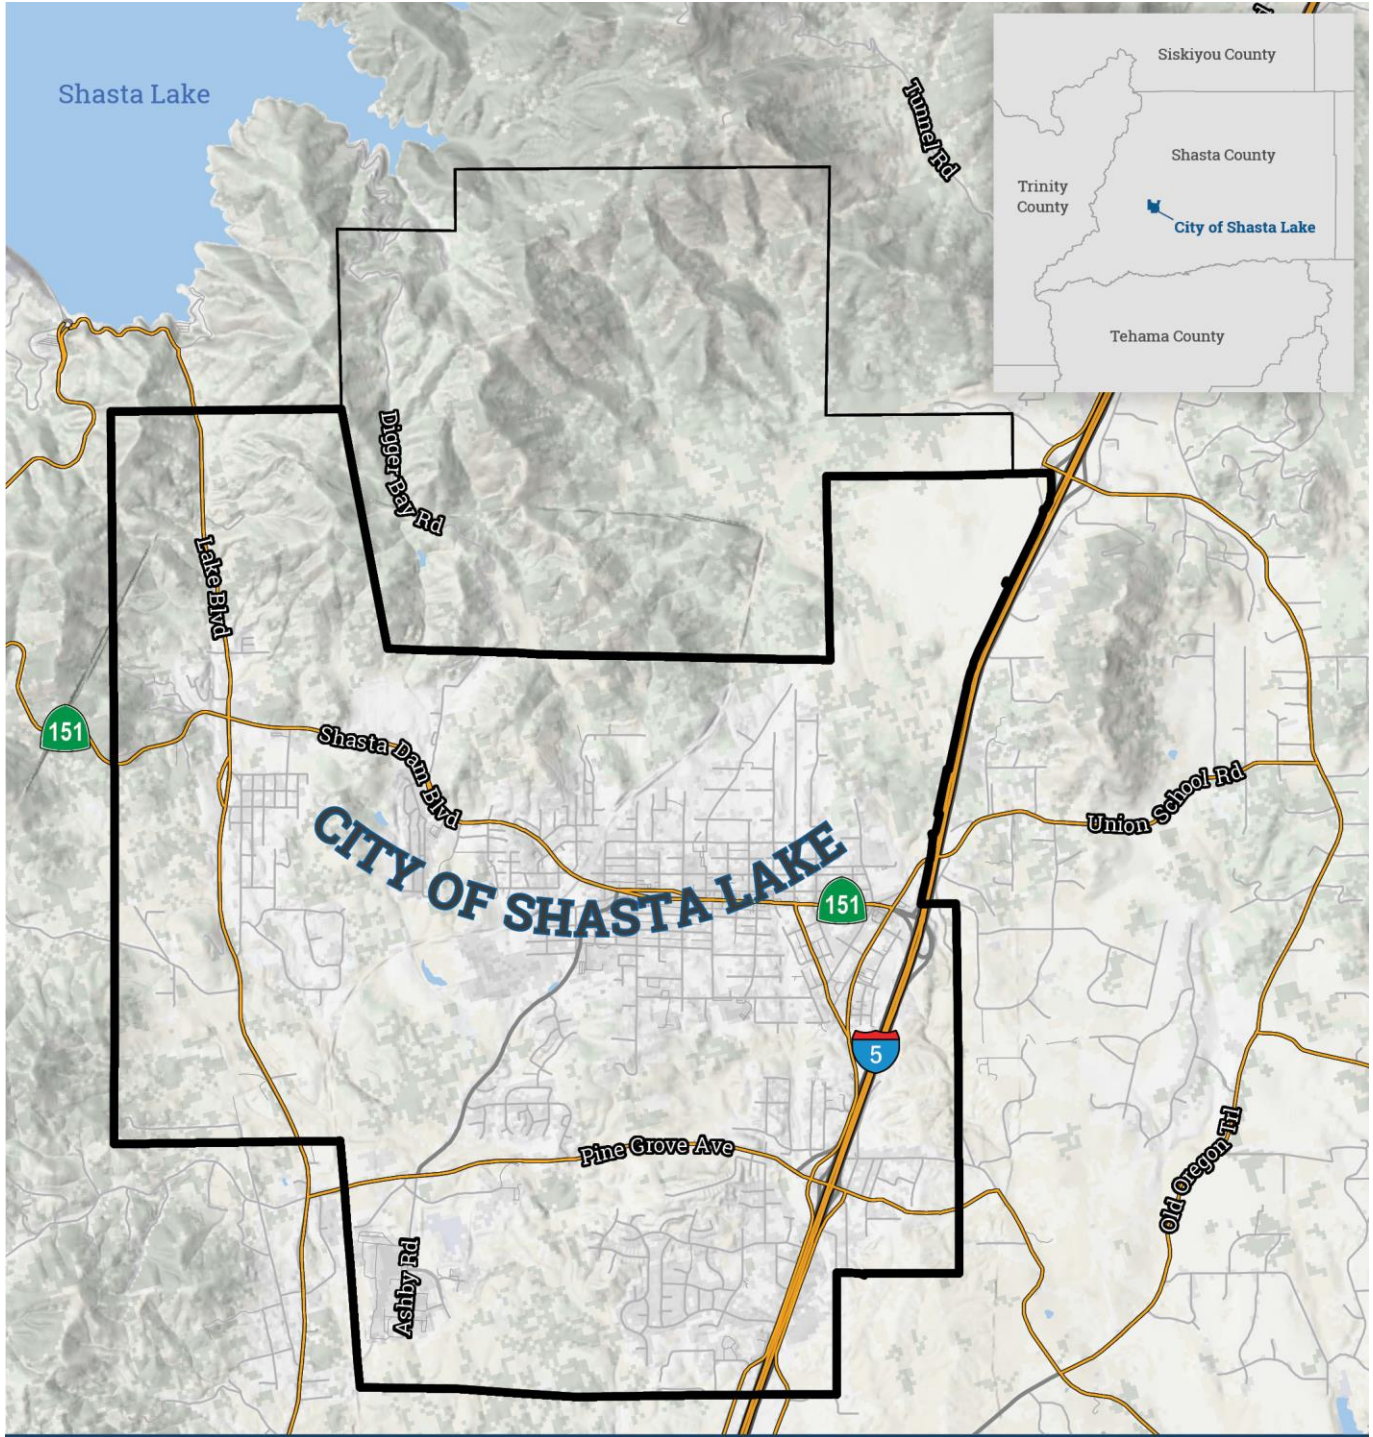 Shasta Lake
Tunnel Rd
Siskiyou County
Shasta County
Trinity
County
City of Shasta Lake
Tehama County
Digger Bay Rd
Lake Blvd
151
Shasta Dam Blvd
Union School Rd
CITY OF SHASTA LAKE
151
5
Pine Grove Ave
Old Oregon Trl
Ashby Rd